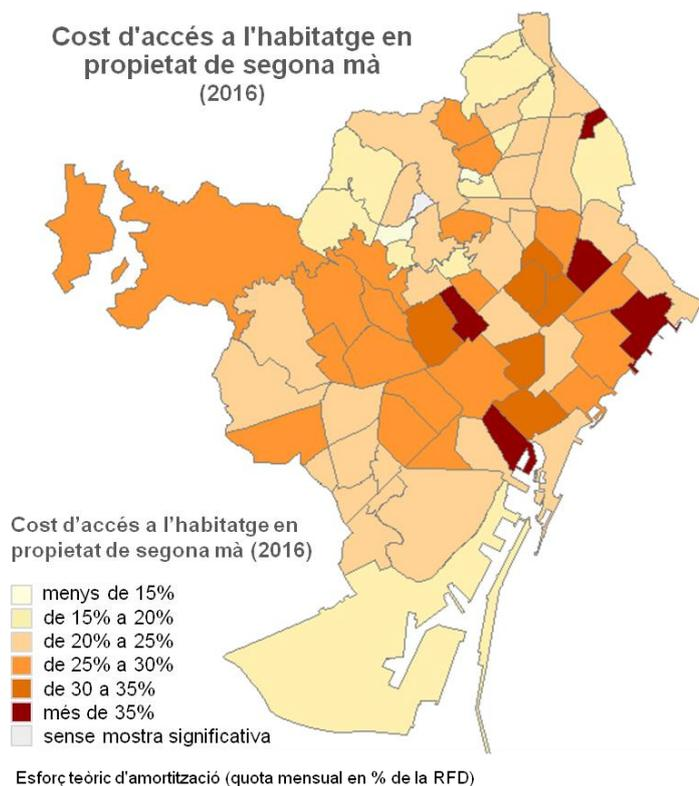 Cost d'accés a l'habitatge en
propietat de segona mà
(2016)
Cost d’accés a l’habitatge en
propietat de segona mà (2016)
menys de 15%
de 15% a 20%
de 20% a 25%
de 25% a 30%
de 30 a 35%
més de 35%
sense mostra significativa
Esforç teòric d'amortització (quota mensual en % de la RFD)